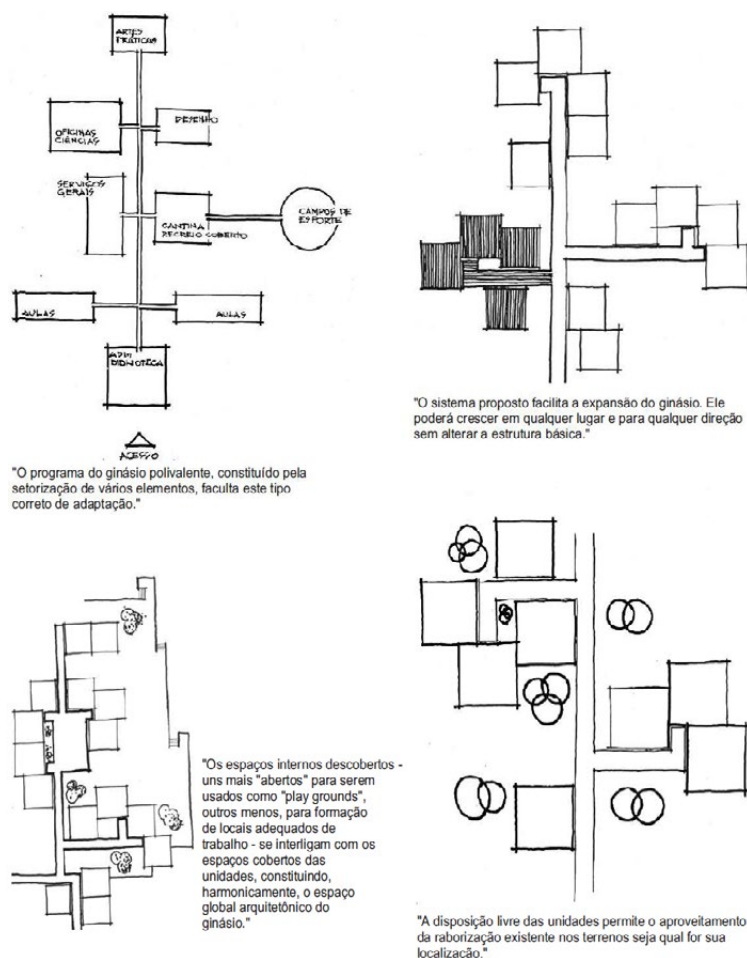 ARTES
PRÁTICAS
OFICINAS
CIÊNCIAS
DESENHO
SERVIÇOS
GERAIS
CANTINA
RECREIO COBERTO
CAMPOS DE
ESPORTE
AULAS
AULAS
ADM
BIBLIOTECA
ACESSO
"O programa do ginásio polivalente, constituído pela
setorização de vários elementos, faculta este tipo
correto de adaptação."
"O sistema proposto facilita a expansão do ginásio. Ele
poderá crescer em qualquer lugar e para qualquer direção
sem alterar a estrutura básica."
"Os espaços internos descobertos -
uns mais "abertos" para serem
usados como "play grounds",
outros menos, para formação
de locais adequados de
trabalho - se interligam com os
espaços cobertos das
unidades, constituindo,
harmonicamente, o espaço
global arquitetônico do
ginásio."
"A disposição livre das unidades permite o aproveitamento
da raborização existente nos terrenos seja qual for sua
localização."